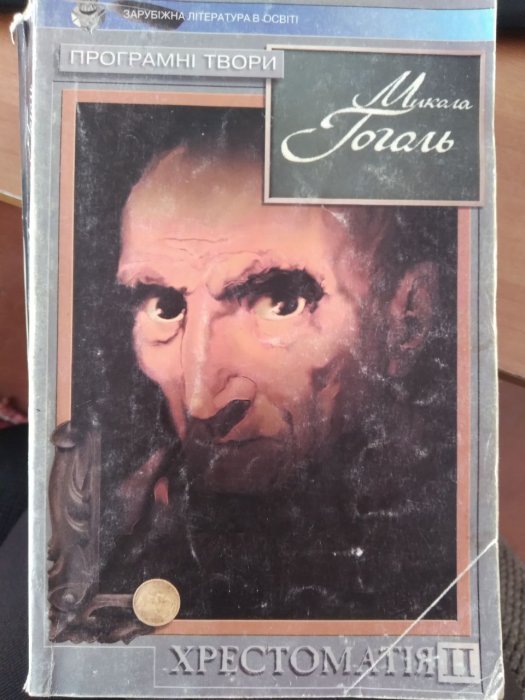 ЗАРУБІЖНА ЛІТЕРАТУРА В ОСВІТІ
ПРОГРАМНІ ТВОРИ
Микола
Гоголь
ХРЕСТОМАТІЯ II